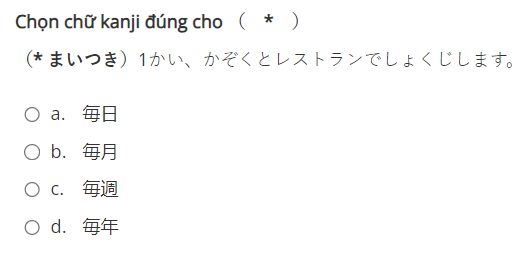 Chọn chữ kanji đúng cho （ * ）
（* まいつき）1かい、かぞくとレストランでしょくじします。
a. 毎日
b. 毎月
c. 毎週
d. 毎年